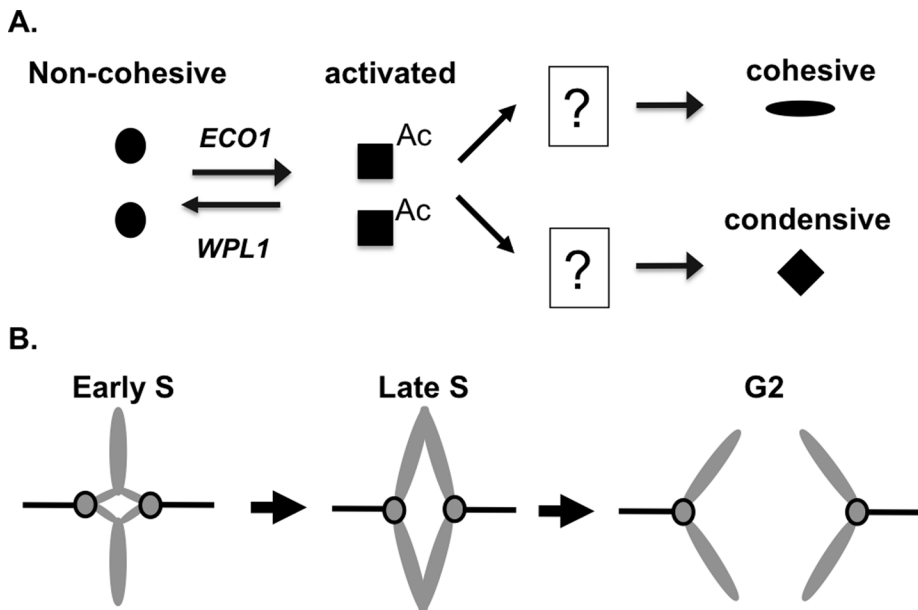 A.
Non-cohesive activated cohesive
ECO1 Ac ?
Ac
WPL1 condensive
?
B.
Early S Late S G2